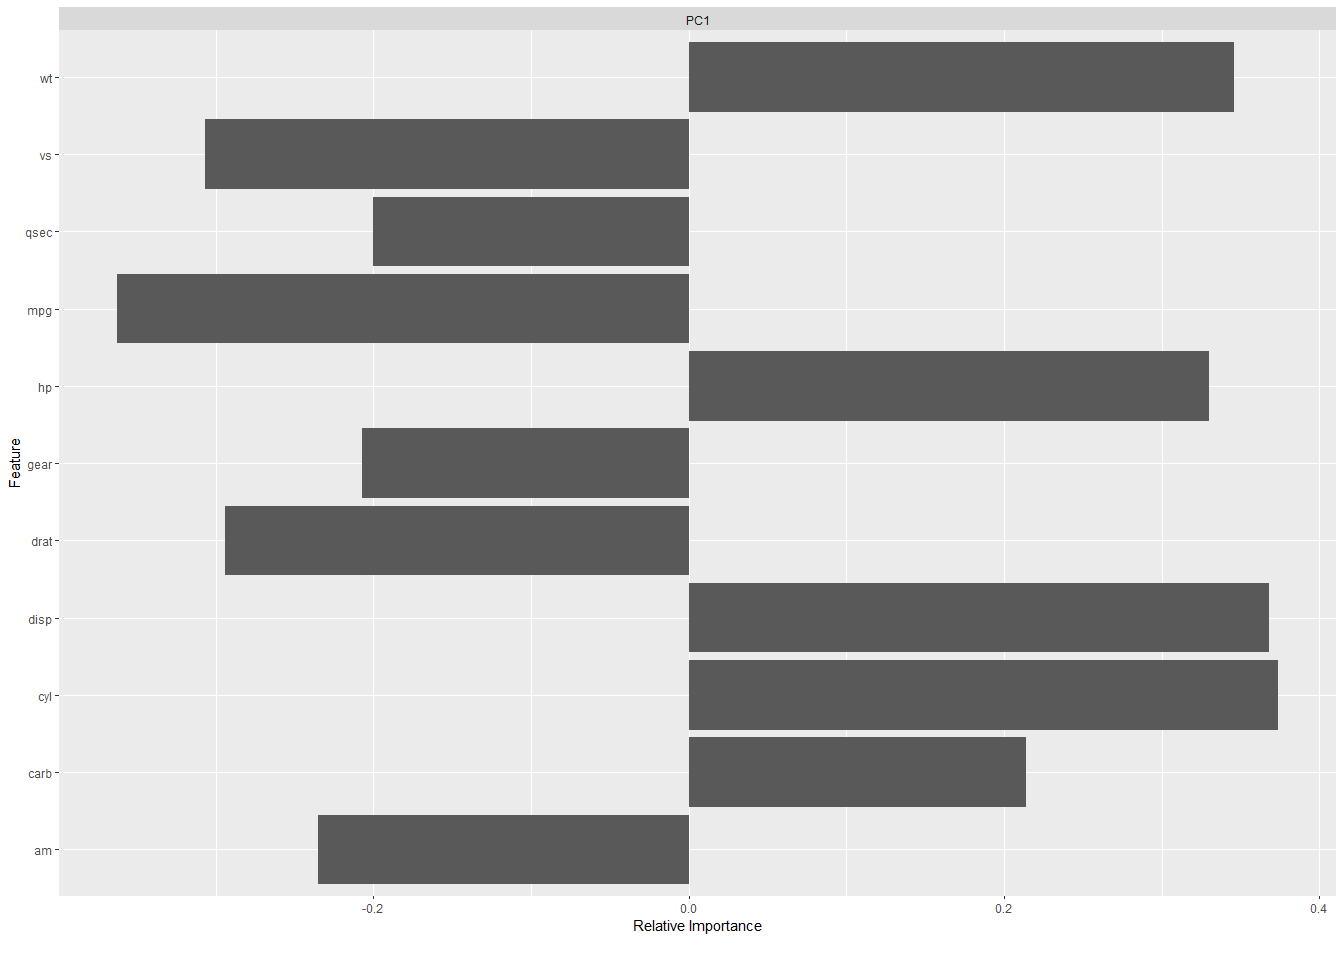 PC1
wt
vs
qsec
mpg
hp
gear
drat
disp
cyl
carb
am
Feature
-0.2
0.0
0.2
0.4
Relative Importance